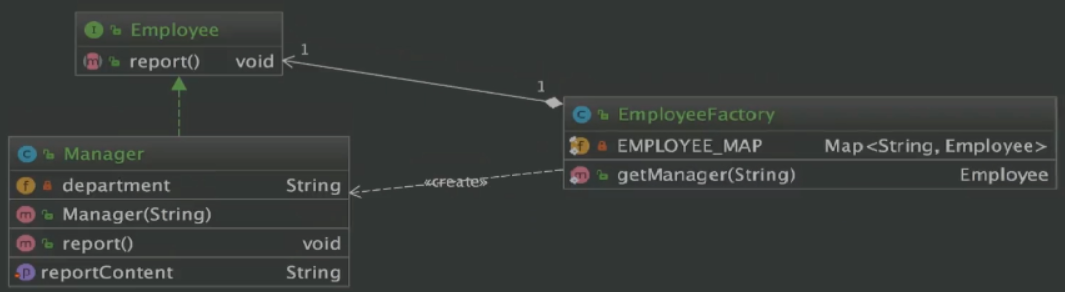 Employee
report() void
1
1
EmployeeFactory
EMPLOYEE_MAP Map<String, Employee>
getManager(String) Employee
«create»
Manager
department String
Manager(String)
report() void
reportContent String